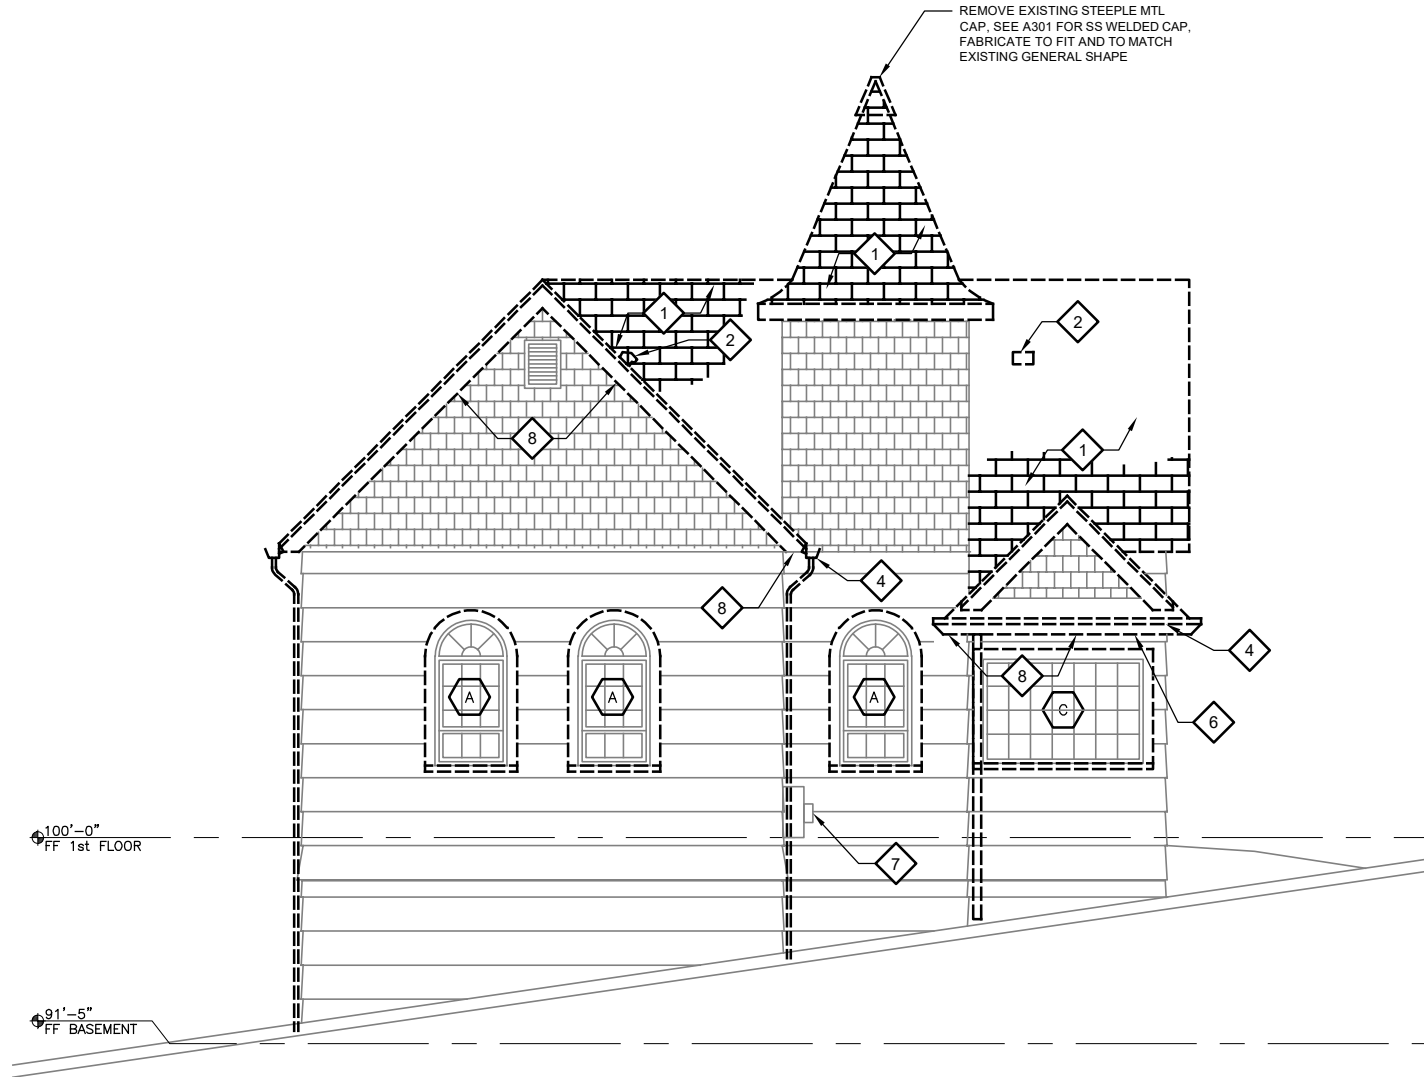 REMOVE EXISTING STEEPLE MTL
CAP, SEE A301 FOR SS WELDED CAP,
FABRICATE TO FIT AND TO MATCH
EXISTING GENERAL SHAPE
1
1
2
2
8
1
4
8
4
8
A
A
A
C
6
100'-0"
FF 1st FLOOR
7
91'-5"
FF BASEMENT